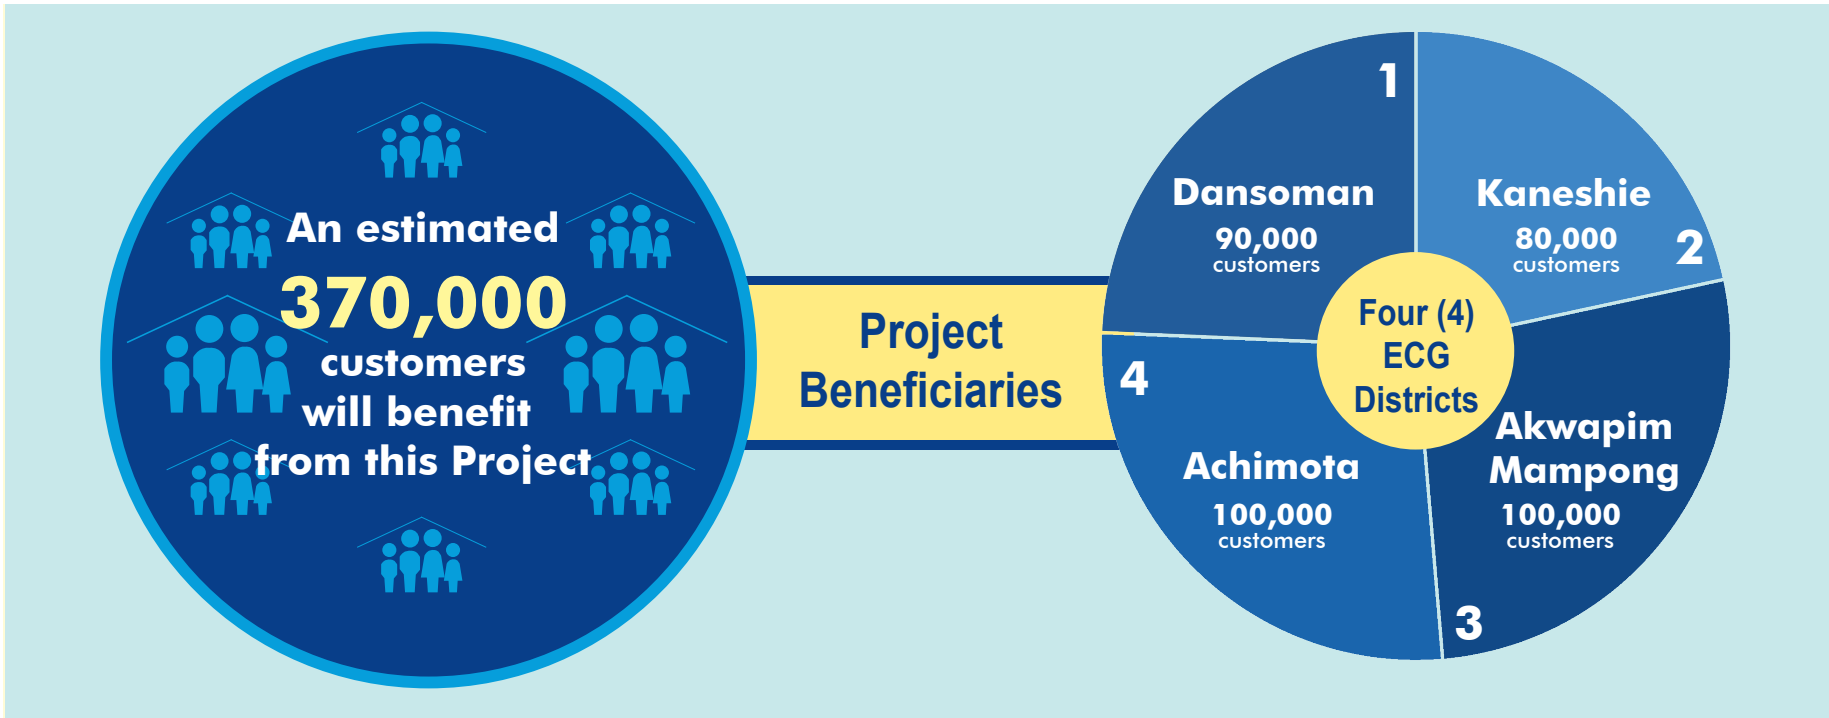 An estimated
370,000
customers
will benefit
from this Project
Project
Beneficiaries
1
Dansoman
90,000
customers
Kaneshie
80,000
customers
2
Four (4)
ECG
Districts
Akwapim
Mampong
100,000
customers
3
4
Achimota
100,000
customers